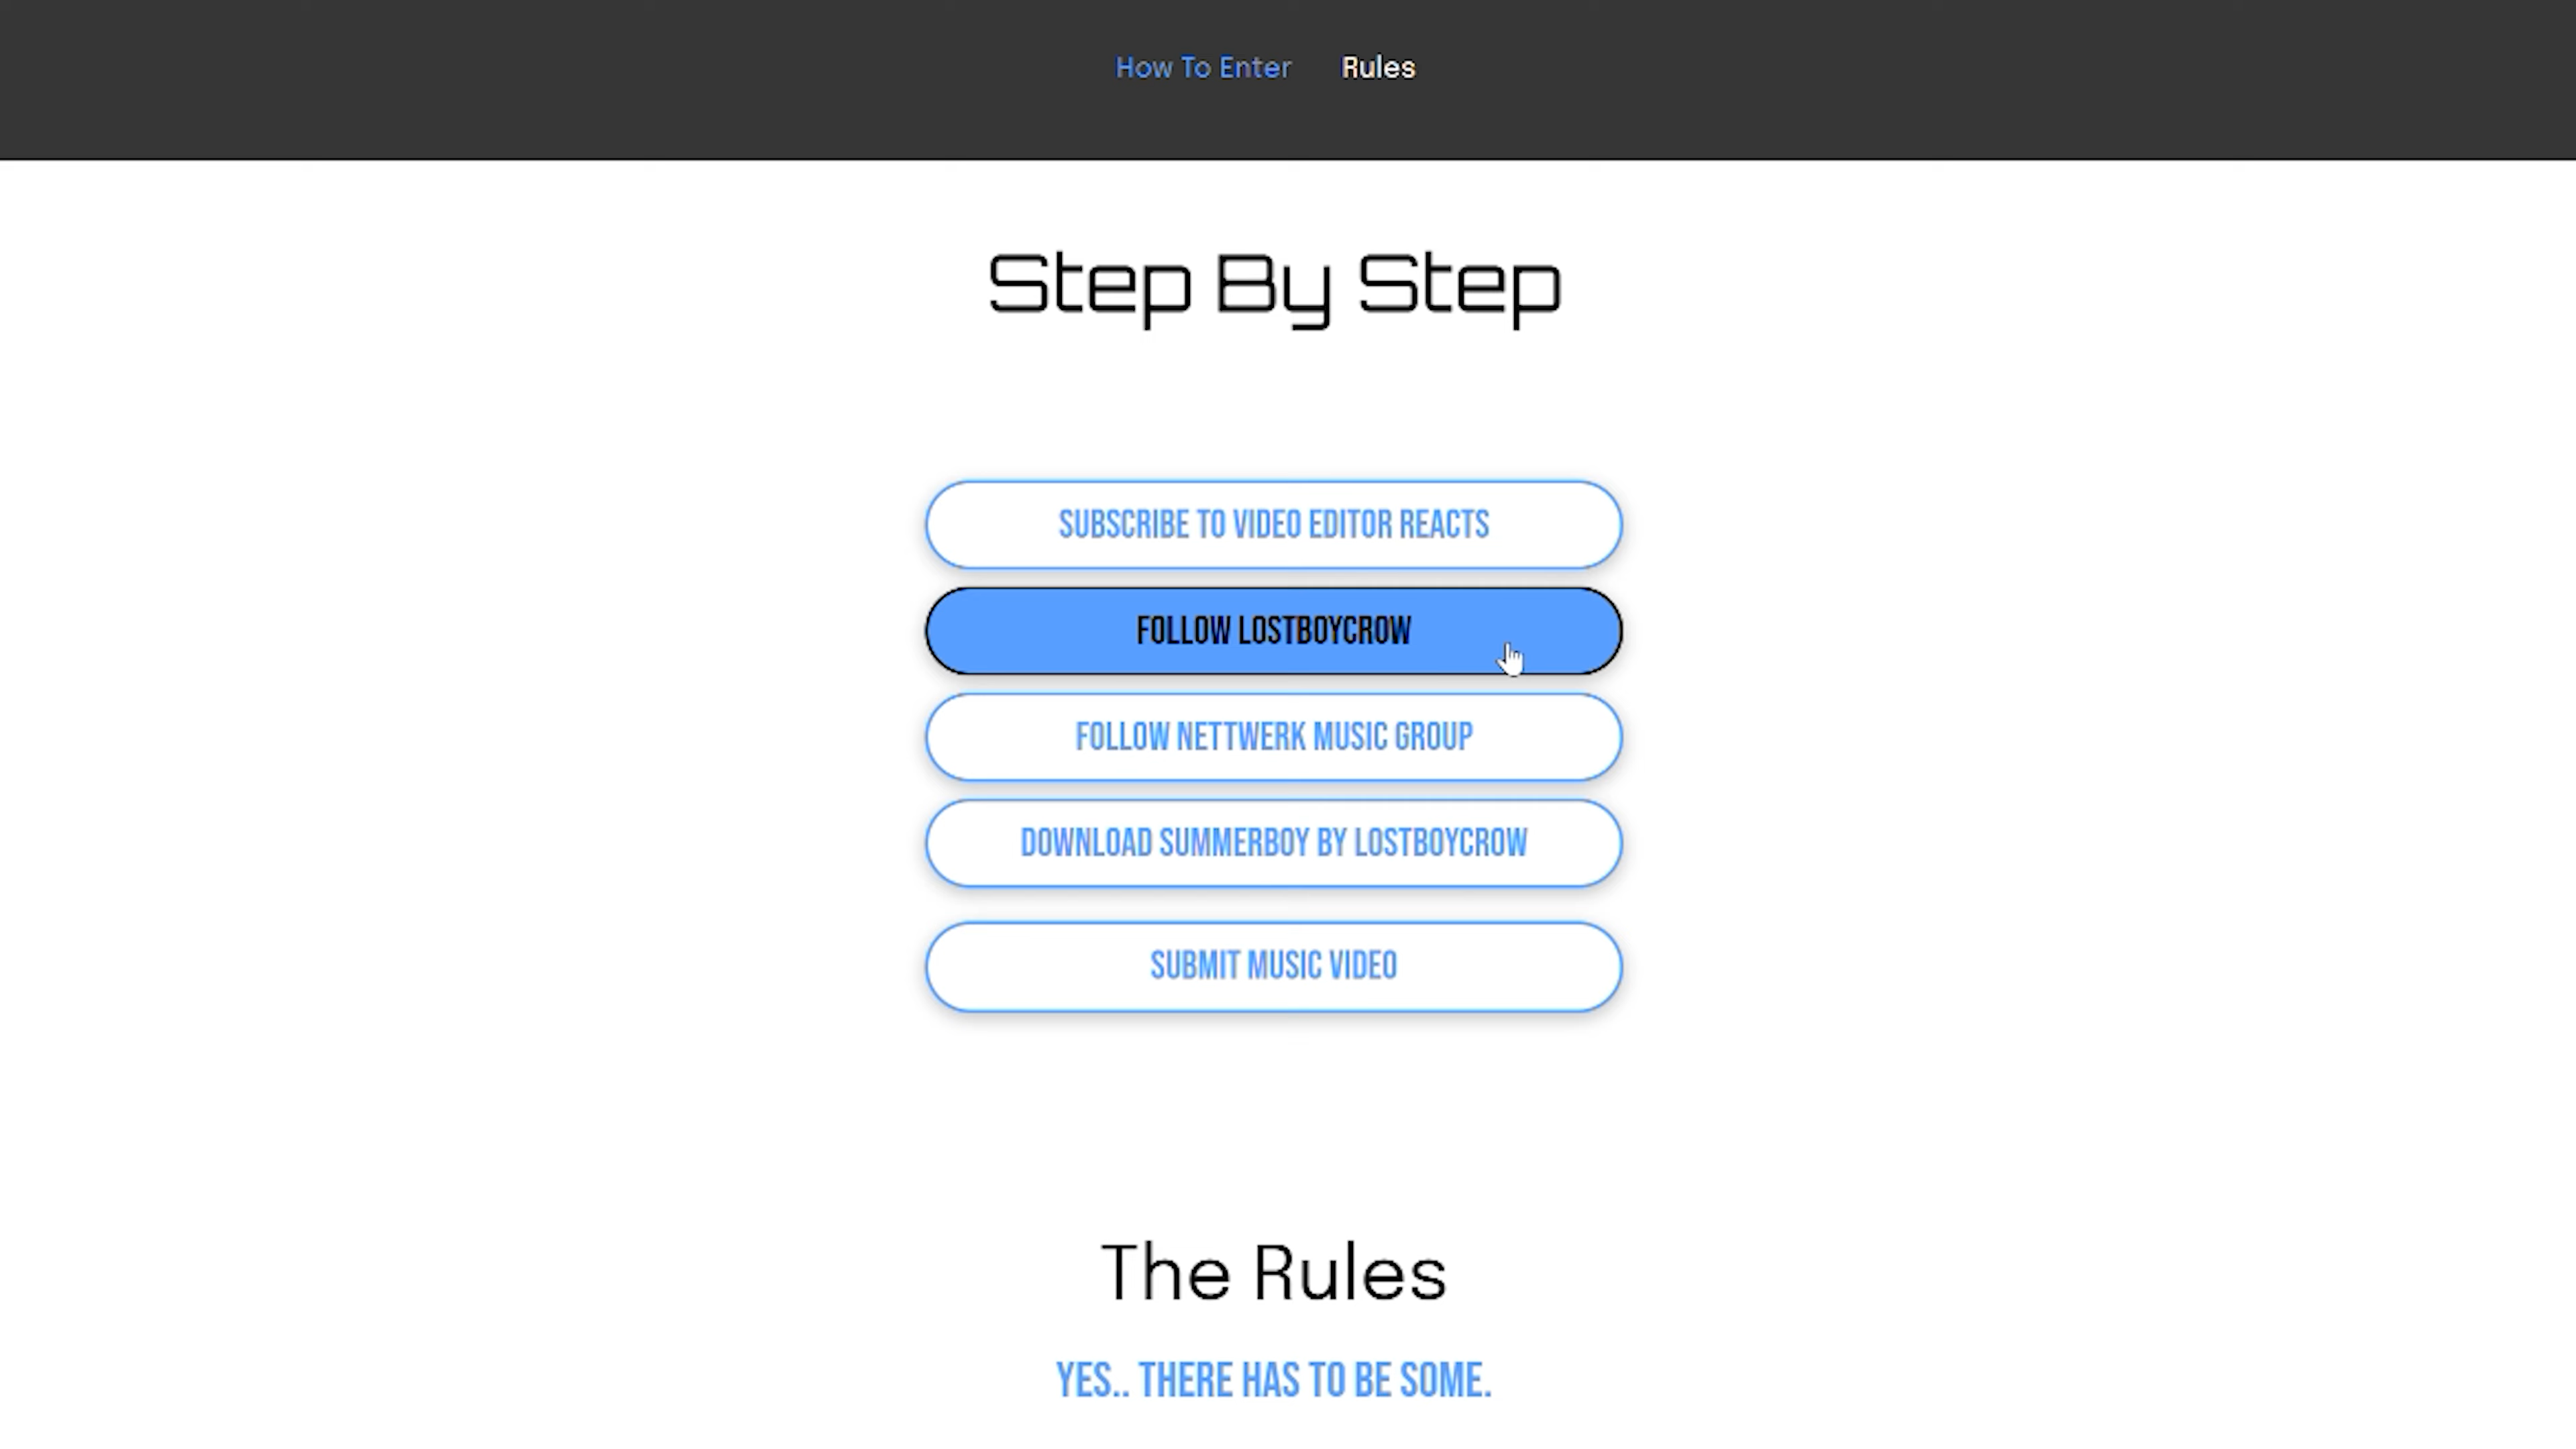 How To Enter Rules
Step By Step
SUBSCRIBE TO VIDEO EDITOR REACTS
FOLLOW LOSTBOYCROW
FOLLOW NETTWERK MUSIC GROUP
DOWNLOAD SUMMERBOY BY LOSTBOYCROW
SUBMIT MUSIC VIDEO
The Rules
YES.. THERE HAS TO BE SOME.